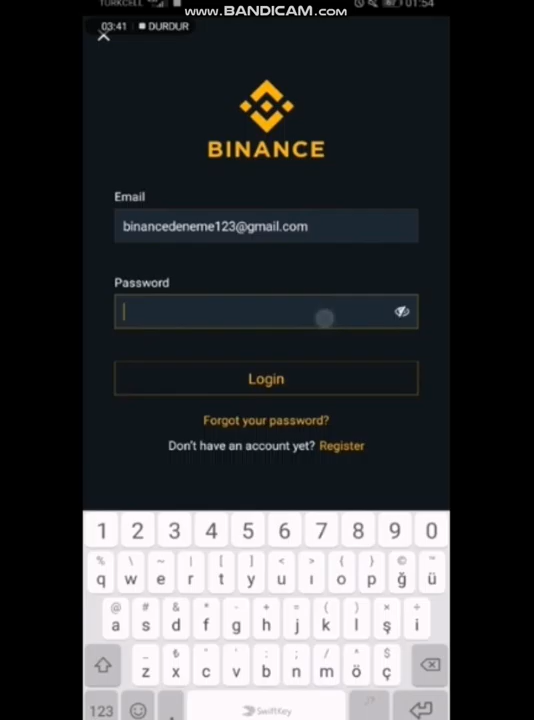 www.BANDICAM.com
TURKCELL 01:54
03:41 DURDUR
BINANCE
Email
binancedeneme123@gmail.com
Password
Login
Forgot your password?
Don't have an account yet? Register
1 2 3 4 5 6 7 8 9 0
% \ ~ | [ ] < > { } © ™
q w e r t y u ı o p ğ ü
@ # & * - + = ( ) × ÷
a s d f g h j k l ş i
_ ₺ " ' : ; / ^ $
z x c v b n m ö ç
123 , SwiftKey .!?